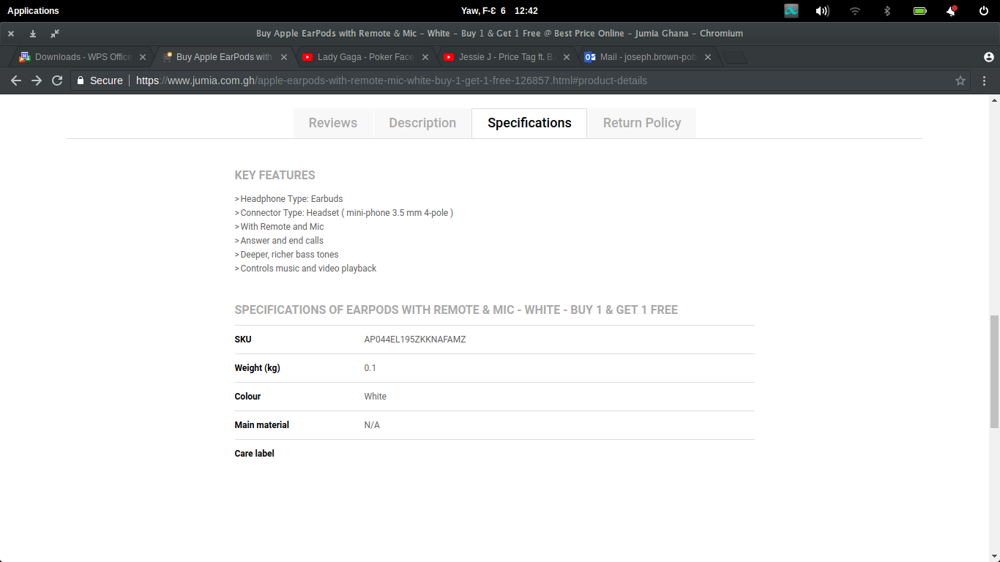 Applications
Yaw, F-Ɛ 6 12:42
Buy Apple EarPods with Remote & Mic - White - Buy 1 & Get 1 Free @ Best Price Online - Jumia Ghana - Chromium
Downloads - WPS Office
Buy Apple EarPods with
Lady Gaga - Poker Face
Jessie J - Price Tag ft. B.
Mail - joseph.brown-pob
Secure
https://www.jumia.com.gh/apple-earpods-with-remote-mic-white-buy-1-get-1-free-126857.html#product-details
Reviews
Description
Specifications
Return Policy
KEY FEATURES
>Headphone Type: Earbuds
>Connector Type: Headset ( mini-phone 3.5 mm 4-pole )
>With Remote and Mic
>Answer and end calls
>Deeper, richer bass tones
>Controls music and video playback
SPECIFICATIONS OF EARPODS WITH REMOTE & MIC - WHITE - BUY 1 & GET 1 FREE
SKU AP044EL195ZKKNAFAMZ
Weight (kg) 0.1
Colour White
Main material N/A
Care label